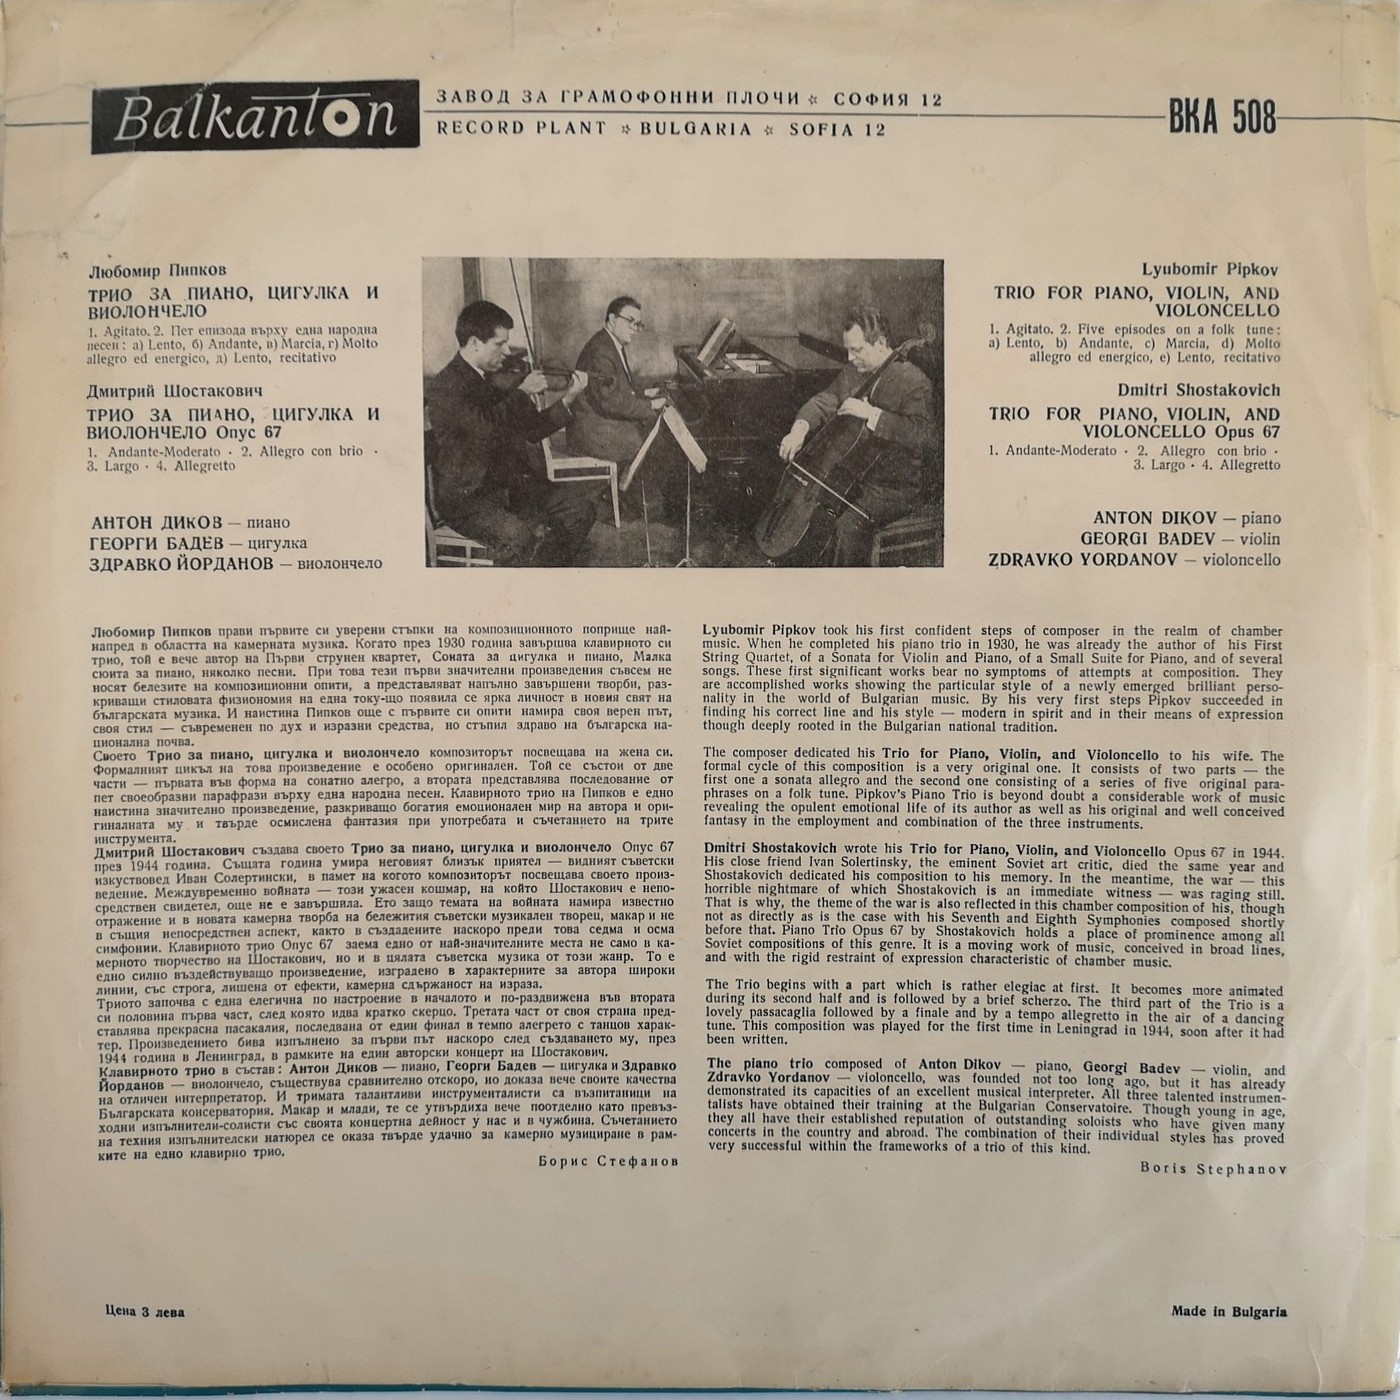 Balkanton
ЗАВОД ЗА ГРАМОФОННИ ПЛОЧИ ☆ СОФИЯ 12
RECORD PLANT ☆ BULGARIA ☆ SOFIA 12
ВКА 508
Любомир Пипков
ТРИО ЗА ПИАНО, ЦИГУЛКА И
ВИОЛОНЧЕЛО
1. Agitato. 2. Пет епизода върху една народна
песен: а) Lento, б) Andante, в) Marcia, г) Molto
allegro ed energico, д) Lento, recitativo
Дмитрий Шостакович
ТРИО ЗА ПИАНО, ЦИГУЛКА И
ВИОЛОНЧЕЛО Опус 67
1. Andante-Moderato · 2. Allegro con brio ·
3. Largo · 4. Allegretto
АНТОН ДИКОВ — пиано
ГЕОРГИ БАДЕВ — цигулка
ЗДРАВКО ЙОРДАНОВ — виолончело
Lyubomir Pipkov
TRIO FOR PIANO, VIOLIN, AND
VIOLONCELLO
1. Agitato. 2. Five episodes on a folk tune:
a) Lento, b) Andante, c) Marcia, d) Molto
allegro ed energico, e) Lento, recitativo
Dmitri Shostakovich
TRIO FOR PIANO, VIOLIN, AND
VIOLONCELLO Opus 67
1. Andante-Moderato · 2. Allegro con brio ·
3. Largo · 4. Allegretto
ANTON DIKOV — piano
GEORGI BADEV — violin
ZDRAVKO YORDANOV — violoncello
Любомир Пипков прави първите си уверени стъпки на композиционното поприще най-
напред в областта на камерната музика. Когато през 1930 година завършва клавирното си
трио, той е вече автор на Първи струнен квартет, Соната за цигулка и пиано, Малка
сюита за пиано, няколко песни. При това тези първи значителни произведения съвсем не
носят белезите на композиционни опити, а представляват напълно завършени творби, раз-
криващи стиловата физиономия на една току-що появила се ярка личност в новия свят на
българската музика. И наистина Пипков още с първите си опити намира своя верен път,
своя стил — съвременен по дух и изразни средства, но стъпил здраво на българска на-
ционална почва.
Своето Трио за пиано, цигулка и виолончело композиторът посвещава на жена си.
Формалният цикъл на това произведение е особено оригинален. Той се състои от две
части — първата във форма на сонатно алегро, а втората представлява последование от
пет своеобразни парафрази върху една народна песен. Клавирното трио на Пипков е едно
наистина значително произведение, разкриващо богатия емоционален мир на автора и ори-
гиналната му и твърде осмислена фантазия при употребата и съчетанието на трите
инструмента.
Дмитрий Шостакович създава своето Трио за пиано, цигулка и виолончело Опус 67
през 1944 година. Същата година умира неговият близък приятел — видният съветски
изкуствовед Иван Солертински, в памет на когото композиторът посвещава своето произ-
ведение. Междувременно войната — този ужасен кошмар, на който Шостакович е непо-
средствен свидетел, още не е завършила. Ето защо темата на войната намира известно
отражение и в новата камерна творба на бележития съветски музикален творец, макар и не
в същия непосредствен аспект, както в създадените наскоро преди това седма и осма
симфонии. Клавирното трио Опус 67 заема едно от най-значителните места не само в ка-
мерното творчество на Шостакович, но и в цялата съветска музика от този жанр. То е
едно силно въздействуващо произведение, изградено в характерните за автора широки
линии, със строга, лишена от ефекти, камерна сдържаност на израза.
Триото започва с една елегична по настроение в началото и по-раздвижена във втората
си половина първа част, след която идва кратко скерцо. Третата част от своя страна пред-
ставлява прекрасна пасакалия, последвана от един финал в темпо алегрето с танцов харак-
тер. Произведението бива изпълнено за първи път наскоро след създаването му, през
1944 година в Ленинград, в рамките на един авторски концерт на Шостакович.
Клавирното трио в състав: Антон Диков — пиано, Георги Бадев — цигулка и Здравко
Йорданов — виолончело, съществува сравнително отскоро, но доказа вече своите качества
на отличен интерпретатор. И тримата талантливи инструменталисти са възпитаници на
Българската консерватория. Макар и млади, те се утвърдиха вече поотделно като превъз-
ходни изпълнители-солисти със своята концертна дейност у нас и в чужбина. Съчетанието
на техния изпълнителски натюрел се оказа твърде удачно за камерно музициране в рам-
ките на едно клавирно трио.
Борис Стефанов
Lyubomir Pipkov took his first confident steps of composer in the realm of chamber
music. When he completed his piano trio in 1930, he was already the author of his First
String Quartet, of a Sonata for Violin and Piano, of a Small Suite for Piano, and of several
songs. These first significant works bear no symptoms of attempts at composition. They
are accomplished works showing the particular style of a newly emerged brilliant perso-
nality in the world of Bulgarian music. By his very first steps Pipkov succeeded in
finding his correct line and his style — modern in spirit and in their means of expression
though deeply rooted in the Bulgarian national tradition.
The composer dedicated his Trio for Piano, Violin, and Violoncello to his wife. The
formal cycle of this composition is a very original one. It consists of two parts — the
first one a sonata allegro and the second one consisting of a series of five original para-
phrases on a folk tune. Pipkov's Piano Trio is beyond doubt a considerable work of music
revealing the opulent emotional life of its author as well as his original and well conceived
fantasy in the employment and combination of the three instruments.
Dmitri Shostakovich wrote his Trio for Piano, Violin, and Violoncello Opus 67 in 1944.
His close friend Ivan Solertinsky, the eminent Soviet art critic, died the same year and
Shostakovich dedicated his composition to his memory. In the meantime, the war — this
horrible nightmare of which Shostakovich is an immediate witness — was raging still.
That is why, the theme of the war is also reflected in this chamber composition of his, though
not as directly as is the case with his Seventh and Eighth Symphonies composed shortly
before that. Piano Trio Opus 67 by Shostakovich holds a place of prominence among all
Soviet compositions of this genre. It is a moving work of music, conceived in broad lines,
and with the rigid restraint of expression characteristic of chamber music.
The Trio begins with a part which is rather elegiac at first. It becomes more animated
during its second half and is followed by a brief scherzo. The third part of the Trio is a
lovely passacaglia followed by a finale and by a tempo allegretto in the air of a dancing
tune. This composition was played for the first time in Leningrad in 1944, soon after it had
been written.
The piano trio composed of Anton Dikov — piano, Georgi Badev — violin, and
Zdravko Yordanov — violoncello, was founded not too long ago, but it has already
demonstrated its capacities of an excellent musical interpreter. All three talented instrumen-
talists have obtained their training at the Bulgarian Conservatoire. Though young in age,
they all have their established reputation of outstanding soloists who have given many
concerts in the country and abroad. The combination of their individual styles has proved
very successful within the frameworks of a trio of this kind.
Boris Stephanov
Цена 3 лева
Made in Bulgaria